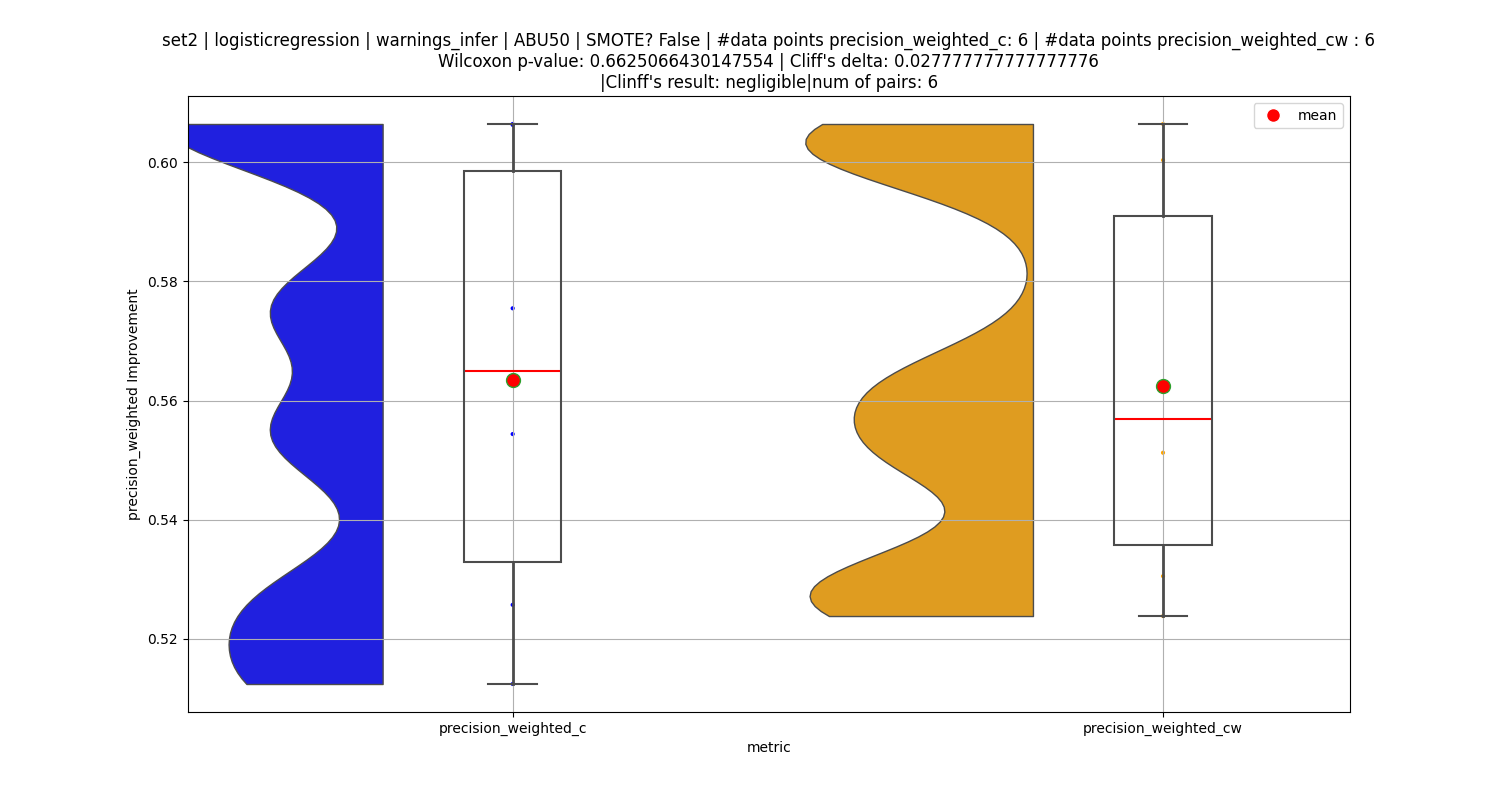 set2 | logisticregression | warnings_infer | ABU50 | SMOTE? False | #data points precision_weighted_c: 6 | #data points precision_weighted_cw : 6
Wilcoxon p-value: 0.6625066430147554 | Cliff's delta: 0.027777777777777776
|Clinff's result: negligible|num of pairs: 6
mean
0.60
0.58
0.56
0.54
0.52
precision_weighted Improvement
precision_weighted_c
precision_weighted_cw
metric